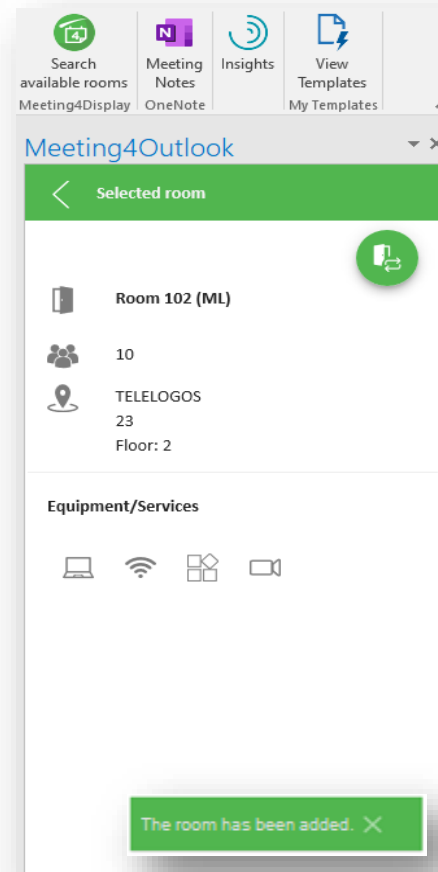 Search
available rooms
Meeting4Display
Meeting
Notes
OneNote
Insights
View
Templates
My Templates
Meeting4Outlook
Selected room
Room 102 (ML)
10
TELELOGOS
23
Floor: 2
Equipment/Services
The room has been added.